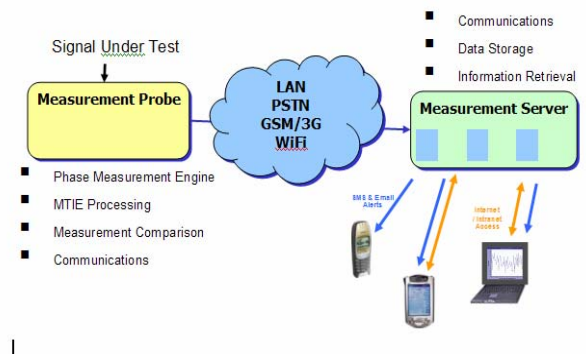 Signal Under Test
Measurement Probe
Phase Measurement Engine
MTIE Processing
Measurement Comparison
Communications
LAN
PSTN
GSM/3G
WiFi
Communications
Data Storage
Information Retrieval
Measurement Server
SMS & Email
Alerts
Internet
/ Intranet
Access